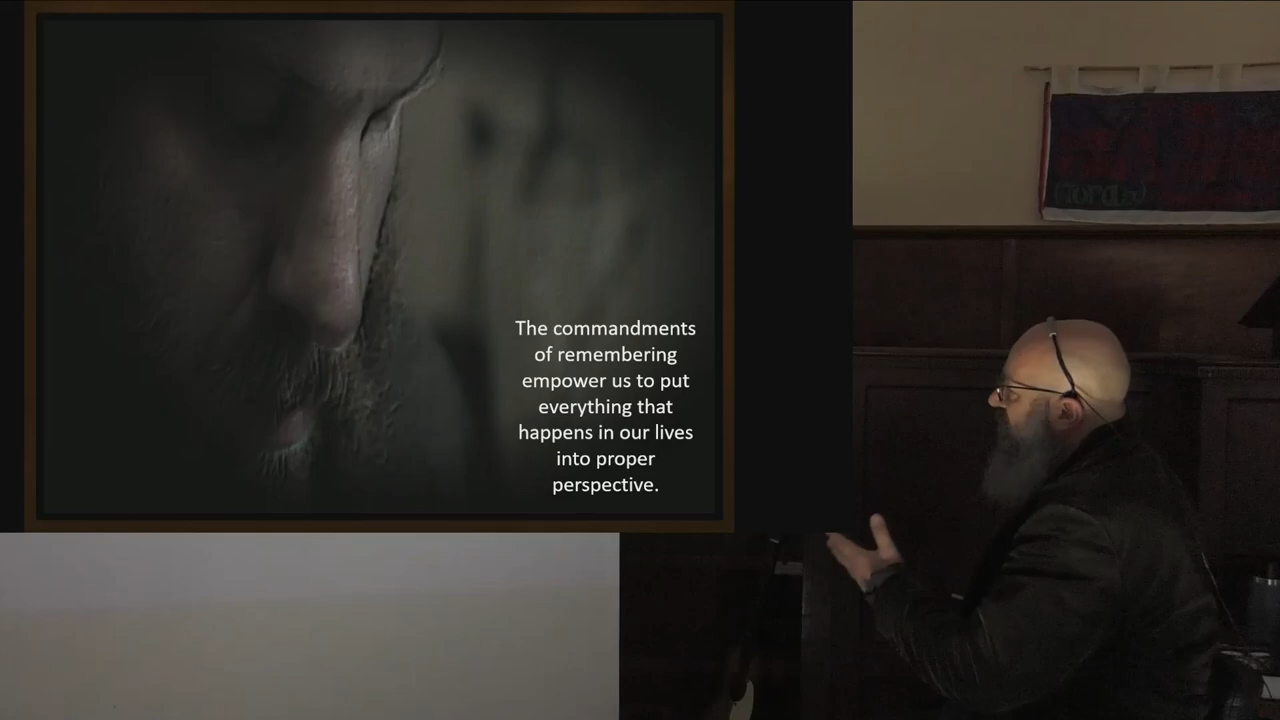 The commandments
of remembering
empower us to put
everything that
happens in our lives
into proper
perspective.